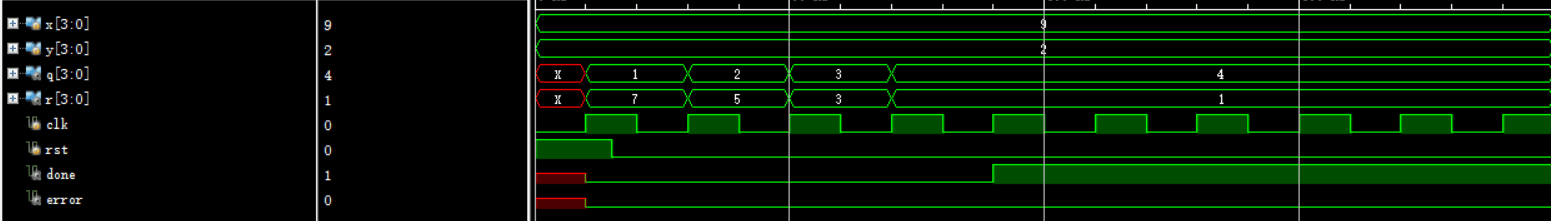 x[3:0] 9 9
y[3:0] 2 2
q[3:0] 4 X 1 2 3 4
r[3:0] 1 X 7 5 3 1
clk 0
rst 0
done 1
error 0